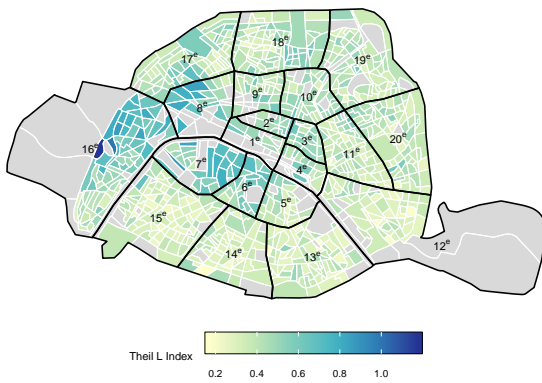 18ᵉ
17ᵉ
19ᵉ
9ᵉ
10ᵉ
8ᵉ
2ᵉ
1ᵉ
3ᵉ
20ᵉ
16ᵉ
11ᵉ
7ᵉ
4ᵉ
6ᵉ
5ᵉ
15ᵉ
12ᵉ
14ᵉ
13ᵉ
Theil L Index
0.2 0.4 0.6 0.8 1.0